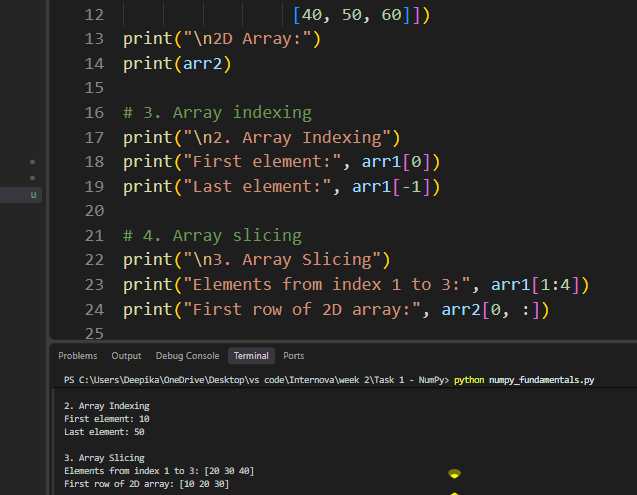 12 [40, 50, 60]])
13 print("\n2D Array:")
14 print(arr2)
15
16 # 3. Array indexing
17 print("\n2. Array Indexing")
18 print("First element:", arr1[0])
19 print("Last element:", arr1[-1])
20
21 # 4. Array slicing
22 print("\n3. Array Slicing")
23 print("Elements from index 1 to 3:", arr1[1:4])
24 print("First row of 2D array:", arr2[0, :])
25
U
Problems Output Debug Console Terminal Ports
PS C:\Users\Deepika\OneDrive\Desktop\vs code\Internova\week 2\Task 1 - NumPy> python numpy_fundamentals.py
2. Array Indexing
First element: 10
Last element: 50
3. Array Slicing
Elements from index 1 to 3: [20 30 40]
First row of 2D array: [10 20 30]